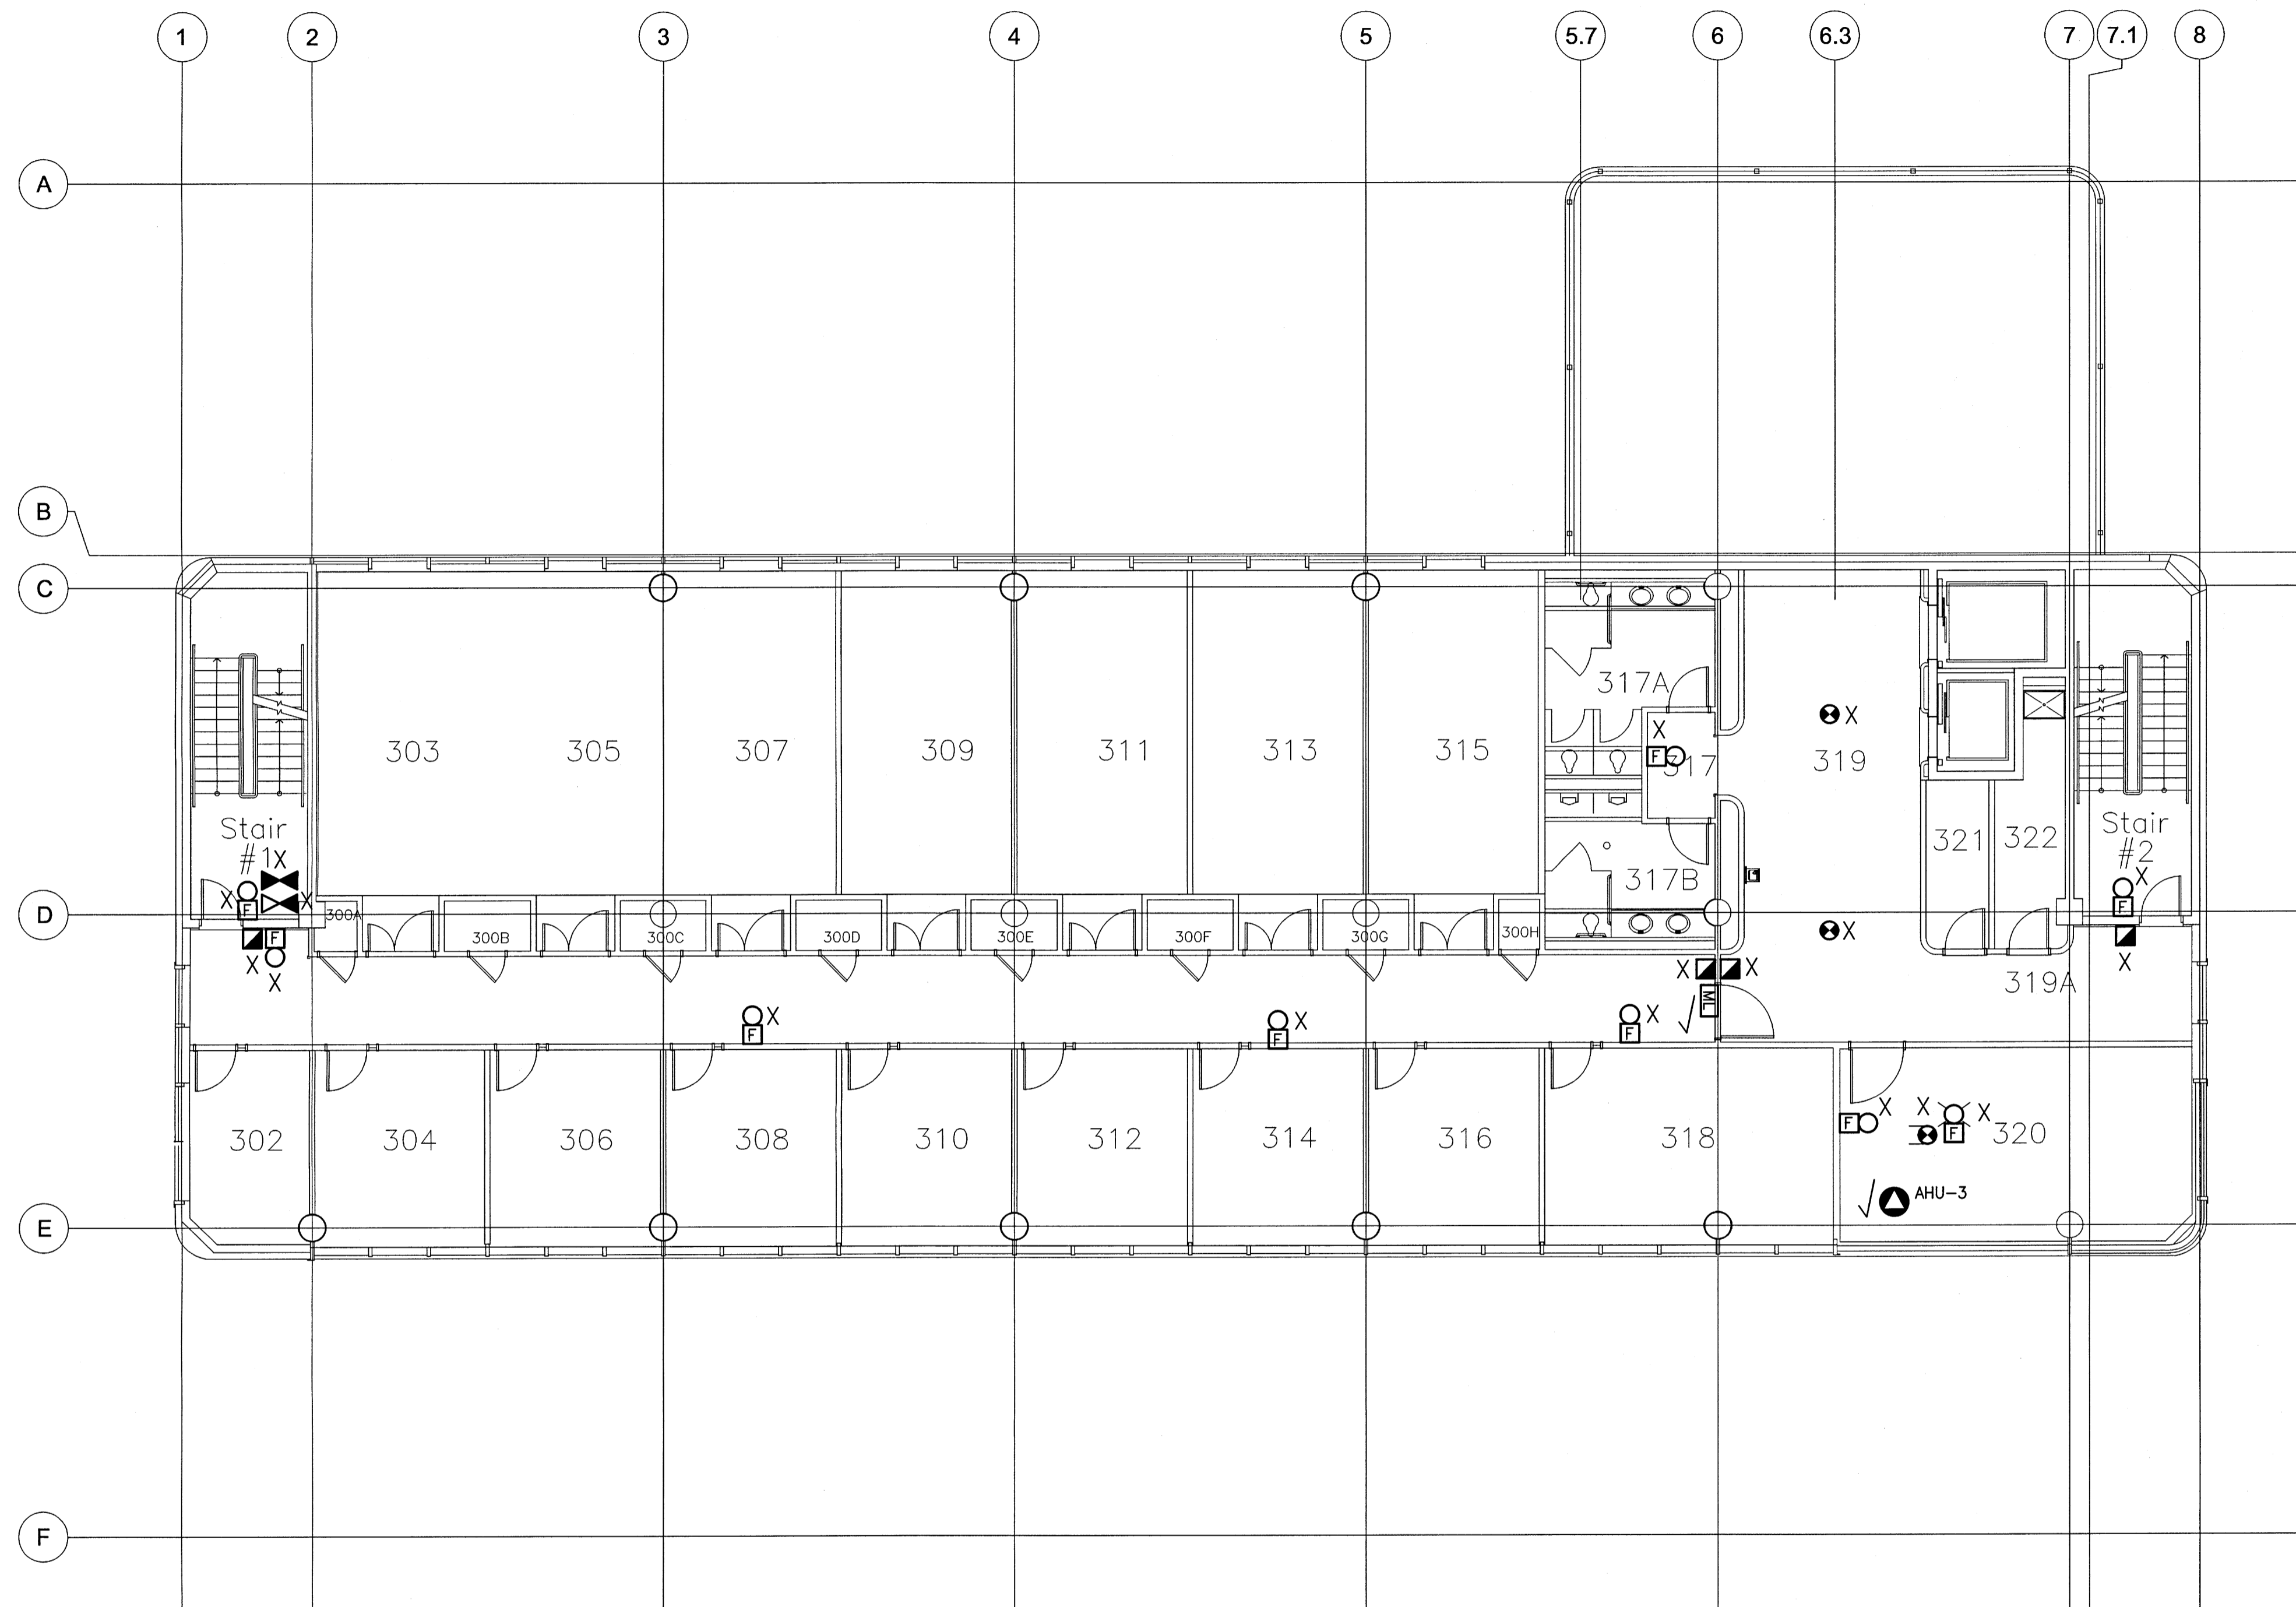 1 2 3 4 5 5.7 6 6.3 7 7.1 8
A
B
C
317A
X
X
303 305 307 309 311 313 315
F
317
319
Stair
#1
X
Stair
#2
321 322
317B
X
X
F
X
F
D
300A
300B 300C 300D 300E 300F 300G 300H
X
F
X
X
X
X
X
X
319A
ML
X
F
X
F
X
F
302 304 306 308 310 312 314 316 318 320
F
X
X
F
X
AHU-3
E
F